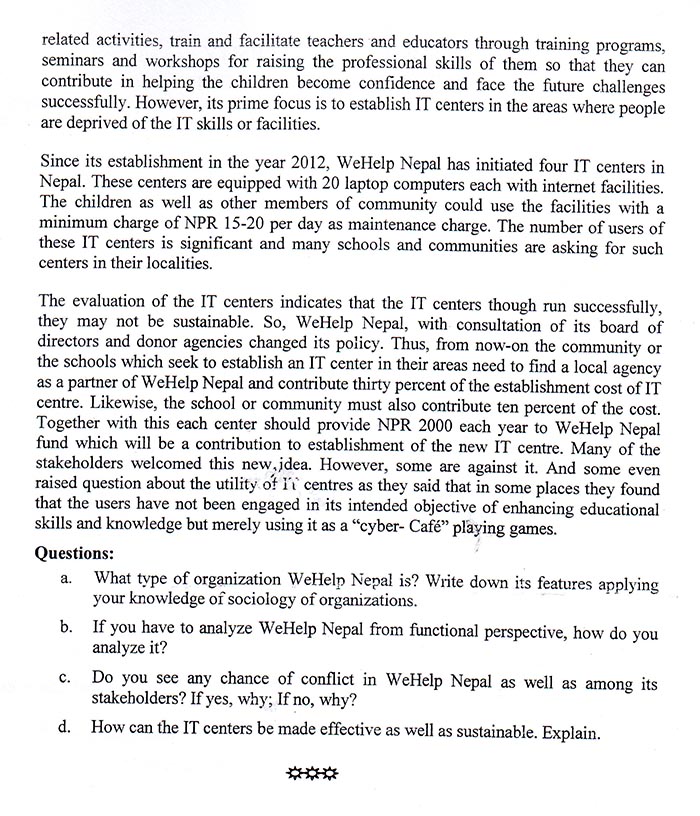 related activities, train and facilitate teachers and educators through training programs,
seminars and workshops for raising the professional skills of them so that they can
contribute in helping the children become confidence and face the future challenges
successfully. However, its prime focus is to establish IT centers in the areas where people
are deprived of the IT skills or facilities.
Since its establishment in the year 2012, WeHelp Nepal has initiated four IT centers in
Nepal. These centers are equipped with 20 laptop computers each with internet facilities.
The children as well as other members of community could use the facilities with a
minimum charge of NPR 15-20 per day as maintenance charge. The number of users of
these IT centers is significant and many schools and communities are asking for such
centers in their localities.
The evaluation of the IT centers indicates that the IT centers though run successfully,
they may not be sustainable. So, WeHelp Nepal, with consultation of its board of
directors and donor agencies changed its policy. Thus, from now-on the community or
the schools which seek to establish an IT center in their areas need to find a local agency
as a partner of WeHelp Nepal and contribute thirty percent of the establishment cost of IT
centre. Likewise, the school or community must also contribute ten percent of the cost.
Together with this each center should provide NPR 2000 each year to WeHelp Nepal
fund which will be a contribution to establishment of the new IT centre. Many of the
stakeholders welcomed this new idea. However, some are against it. And some even
raised question about the utility of IT centres as they said that in some places they found
that the users have not been engaged in its intended objective of enhancing educational
skills and knowledge but merely using it as a “cyber- Café” playing games.
Questions:
a. What type of organization WeHelp Nepal is? Write down its features applying
your knowledge of sociology of organizations.
b. If you have to analyze WeHelp Nepal from functional perspective, how do you
analyze it?
c. Do you see any chance of conflict in WeHelp Nepal as well as among its
stakeholders? If yes, why; If no, why?
d. How can the IT centers be made effective as well as sustainable. Explain.